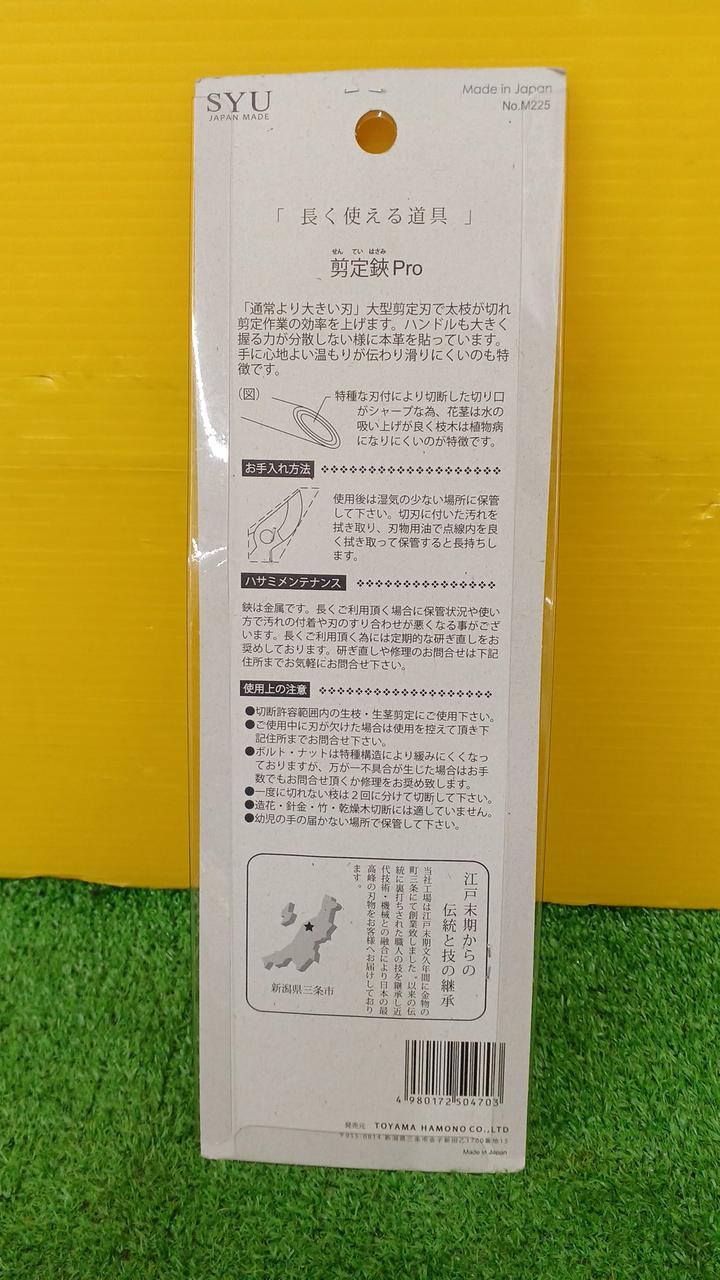 SYU
JAPAN MADE
Made in Japan
No.M225
「 長く使える道具 」
せん てい はさみ
剪定鋏Pro
「通常より大きい刃」大型剪定刃で太枝が切れ
剪定作業の効率を上げます。ハンドルも大きく
握る力が分散しない様に本革を貼っています。
手に心地よい温もりが伝わり滑りにくいのも特
徴です。
(図)
特種な刃付により切断した切り口
がシャープな為、花茎は水の
吸い上げが良く枝木は植物病
になりにくいのが特徴です。
お手入れ方法
使用後は湿気の少ない場所に保管
して下さい。切刃に付いた汚れを
拭き取り、刃物用油で点線内を良
く拭き取って保管すると長持ちし
ます。
ハサミメンテナンス
鋏は金属です。長くご利用頂く場合に保管状況や使い
方で汚れの付着や刃のすり合わせが悪くなる事がござ
います。長くご利用頂く為には定期的な研ぎ直しをお
奨めしております。研ぎ直しや修理のお問合せは下記
住所までお気軽にお問合せ下さい。
使用上の注意
●切断許容範囲内の生枝・生茎剪定にご使用下さい。
●ご使用中に刃が欠けた場合は使用を控えて頂き下
記住所までお問合せ下さい。
●ボルト・ナットは特種構造により緩みにくくなっ
ておりますが、万が一不具合が生じた場合はお手
数でもお問合せ頂くか修理をお奨め致します。
●一度に切れない枝は2回に分けて切断して下さい。
●造花・針金・竹・乾燥木切断には適していません。
●幼児の手の届かない場所で保管して下さい。
江戸末期からの
伝統と技の継承
当社工場は江戸末期文久年間に金物の
町三条にて創業致しました。以来の伝
統に裏打ちされた職人の技を継承し近
代技術・機械との融合により日本の最
高峰の刃物をお客様へお届けしており
ます。
新潟県三条市
4 980172 504703
発売元 TOYAMA HAMONO CO.,LTD
〒955-0814 新潟県三条市金子新田乙1760番地15
Made in Japan